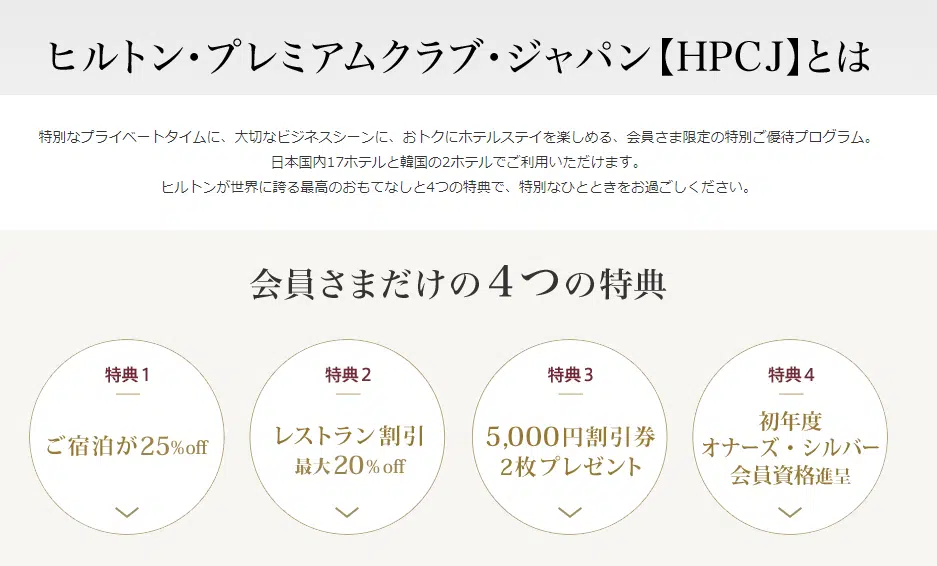 ヒルトン・プレミアムクラブ・ジャパン【HPCJ】とは
特別なプライベートタイムに、大切なビジネスシーンに、おトクにホテルステイを楽しめる、会員さま限定の特別ご優待プログラム。
日本国内17ホテルと韓国の2ホテルでご利用いただけます。
ヒルトンが世界に誇る最高のおもてなしと4つの特典で、特別なひとときをお過ごしください。
会員さまだけの4つの特典
特典1
ご宿泊が25%off
特典2
レストラン割引
最大20%off
特典3
5,000円割引券
2枚プレゼント
特典4
初年度
オナーズ・シルバー
会員資格進呈